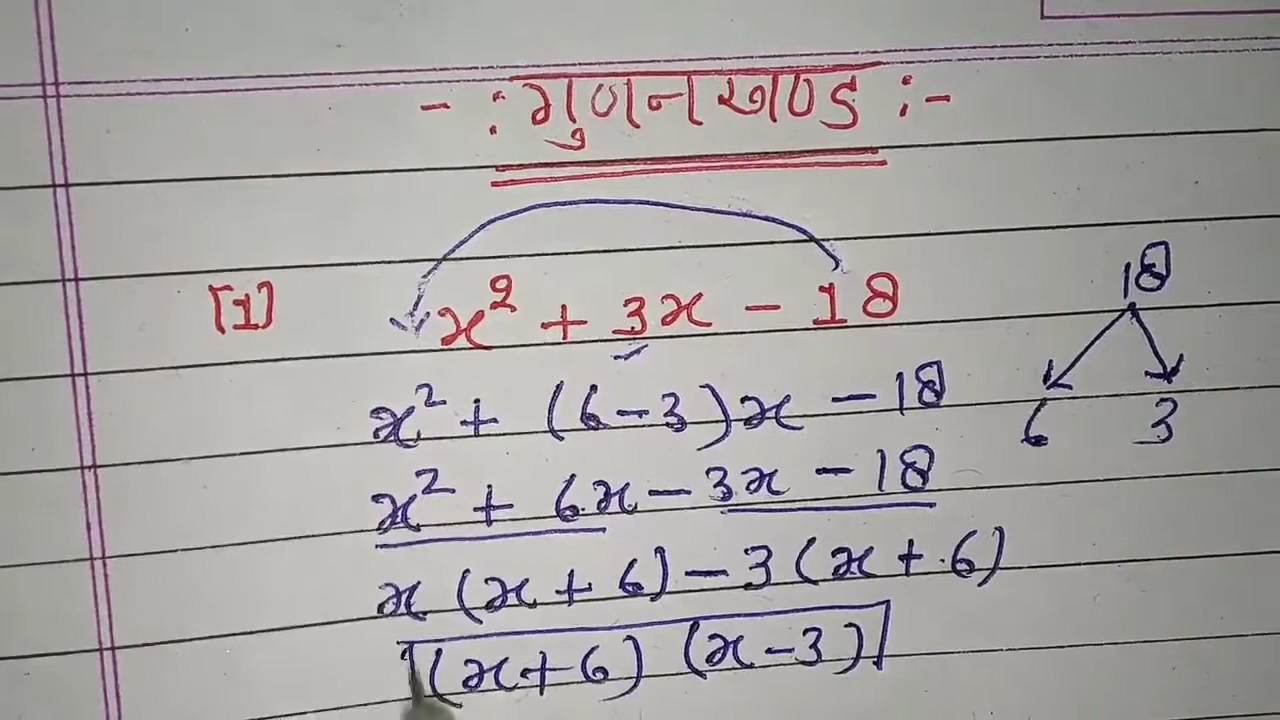 - : गुणनखण्ड : -
[1] x² + 3x - 18
18
x² + (6-3)x - 18
6 3
x² + 6x - 3x - 18
x (x + 6) - 3 (x + 6)
(x+6) (x-3)